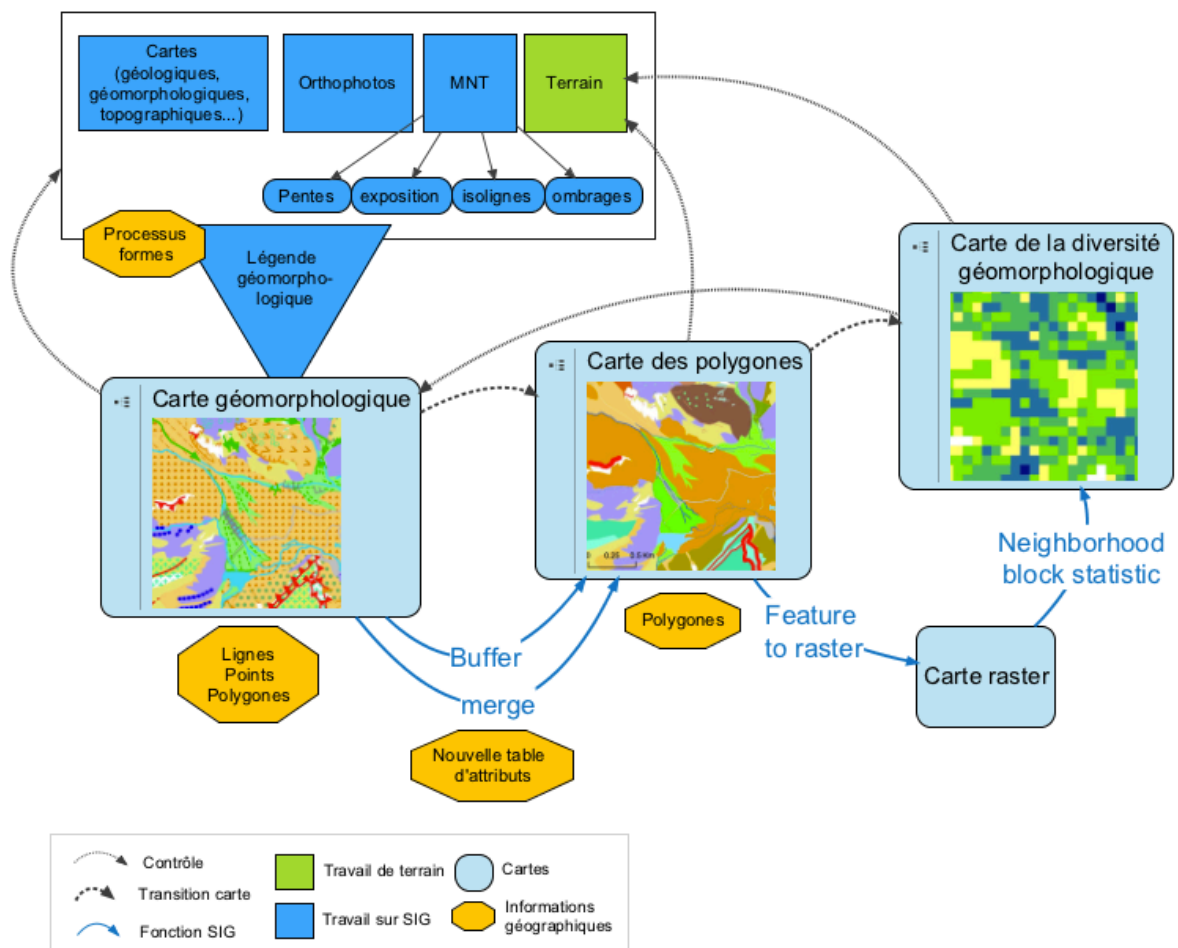 Cartes
(géologiques,
géomorphologiques,
topographiques...)
Orthophotos
MNT
Terrain
Pentes
exposition
isolignes
ombrages
Processus
formes
Légende
géomorpho-
logique
Carte de la diversité
géomorphologique
Carte des polygones
Carte géomorphologique
0 0.25 0.5 Km
Neighborhood
block statistic
Polygones
Feature
to raster
Lignes
Points
Polygones
Buffer
merge
Carte raster
Nouvelle table
d'attributs
Contrôle
Transition carte
Fonction SIG
Travail de terrain
Travail sur SIG
Cartes
Informations
géographiques